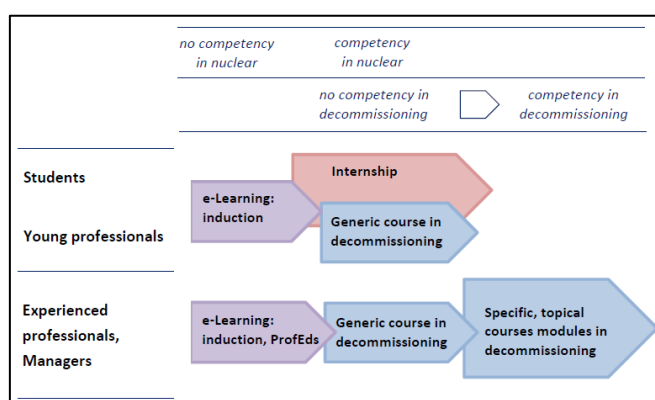 no competency
in nuclear
competency
in nuclear
no competency in
decommissioning
competency in
decommissioning
Students
Young professionals
e-Learning:
induction
Internship
Generic course in
decommissioning
Experienced
professionals,
Managers
e-Learning:
induction, ProfEds
Generic course in
decommissioning
Specific, topical
courses modules in
decommissioning